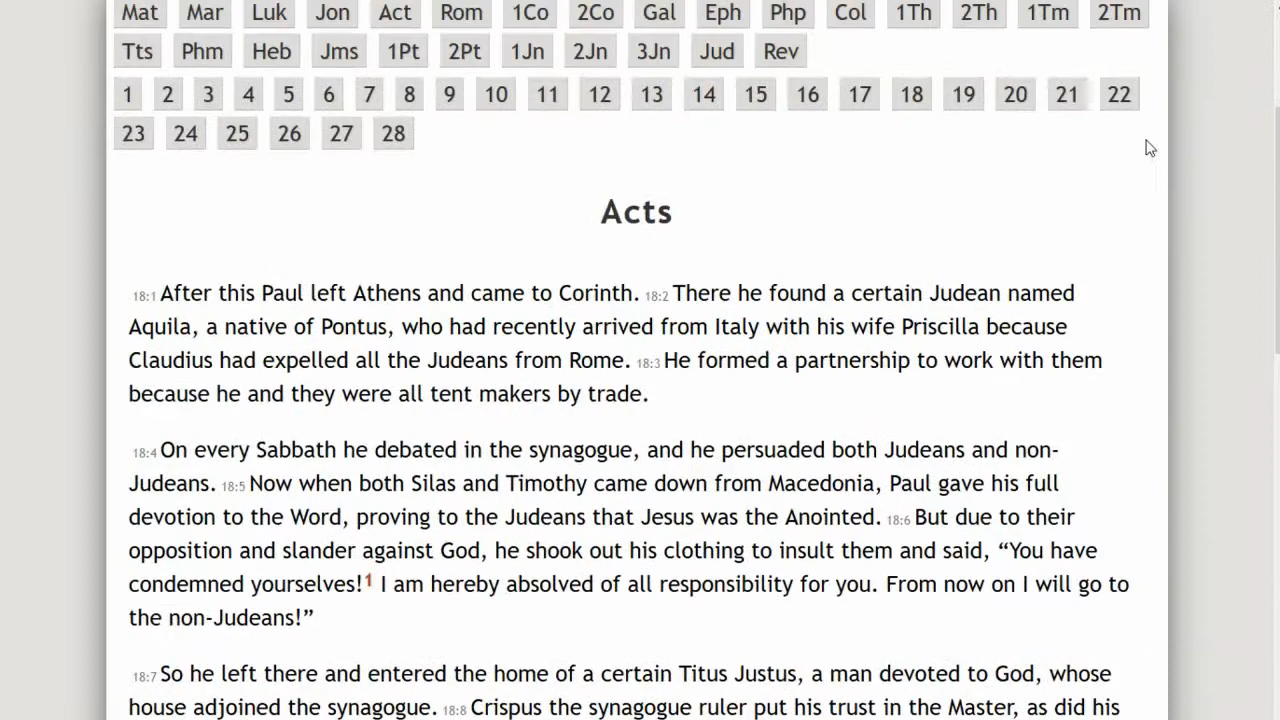 Mat Mar Luk Jon Act Rom 1Co 2Co Gal Eph Php Col 1Th 2Th 1Tm 2Tm
Tts Phm Heb Jms 1Pt 2Pt 1Jn 2Jn 3Jn Jud Rev
1 2 3 4 5 6 7 8 9 10 11 12 13 14 15 16 17 18 19 20 21 22
23 24 25 26 27 28
Acts
18:1 After this Paul left Athens and came to Corinth. 18:2 There he found a certain Judean named
Aquila, a native of Pontus, who had recently arrived from Italy with his wife Priscilla because
Claudius had expelled all the Judeans from Rome. 18:3 He formed a partnership to work with them
because he and they were all tent makers by trade.
18:4 On every Sabbath he debated in the synagogue, and he persuaded both Judeans and non-
Judeans. 18:5 Now when both Silas and Timothy came down from Macedonia, Paul gave his full
devotion to the Word, proving to the Judeans that Jesus was the Anointed. 18:6 But due to their
opposition and slander against God, he shook out his clothing to insult them and said, “You have
condemned yourselves!1 I am hereby absolved of all responsibility for you. From now on I will go to
the non-Judeans!”
18:7 So he left there and entered the home of a certain Titus Justus, a man devoted to God, whose
house adjoined the synagogue. 18:8 Crispus the synagogue ruler put his trust in the Master, as did his